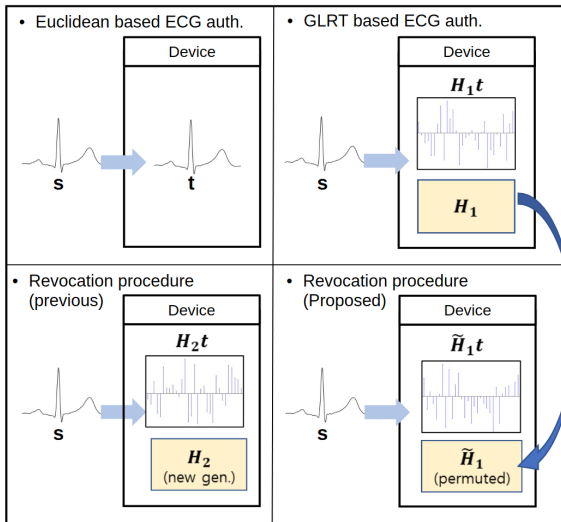 • Euclidean based ECG auth.
Device
s
t
• GLRT based ECG auth.
Device
H₁t
s
H₁
• Revocation procedure
(previous)
Device
H₂t
s
H₂
(new gen.)
• Revocation procedure
(Proposed)
Device
H̃₁t
s
H̃₁
(permuted)